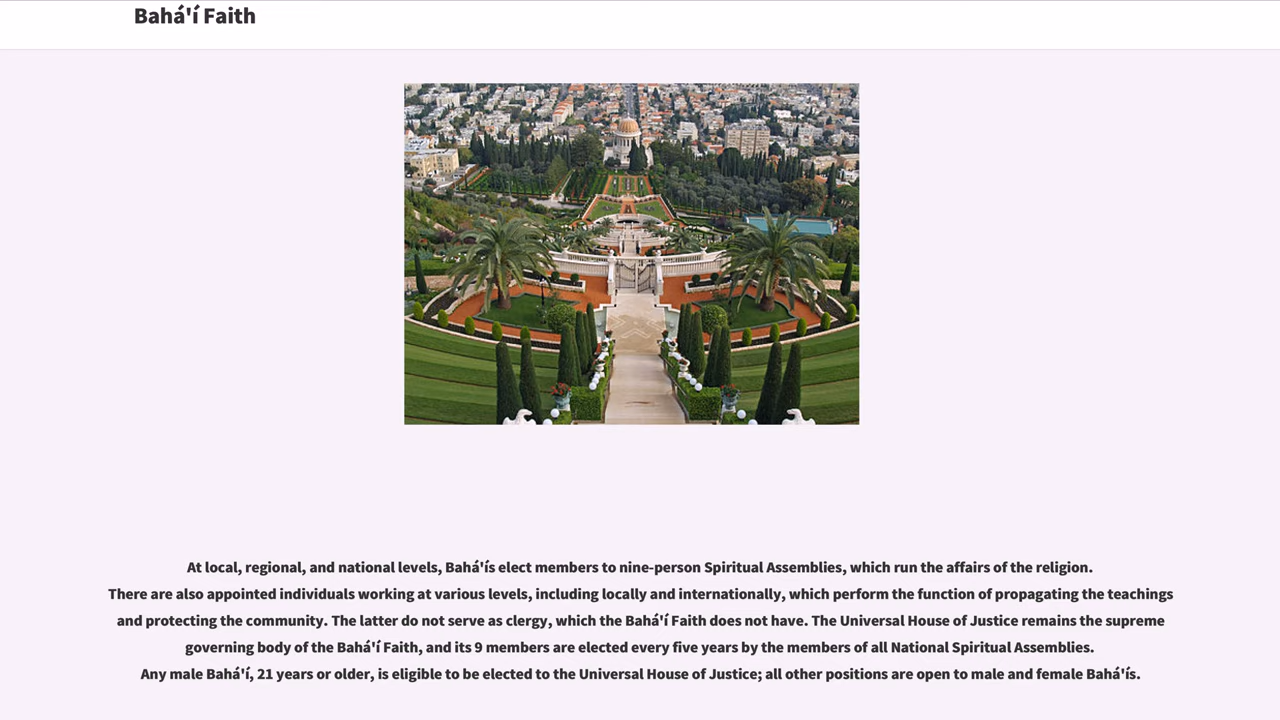 Bahá'í Faith
At local, regional, and national levels, Bahá'ís elect members to nine-person Spiritual Assemblies, which run the affairs of the religion.
There are also appointed individuals working at various levels, including locally and internationally, which perform the function of propagating the teachings
and protecting the community. The latter do not serve as clergy, which the Bahá'í Faith does not have. The Universal House of Justice remains the supreme
governing body of the Bahá'í Faith, and its 9 members are elected every five years by the members of all National Spiritual Assemblies.
Any male Bahá'í, 21 years or older, is eligible to be elected to the Universal House of Justice; all other positions are open to male and female Bahá'ís.